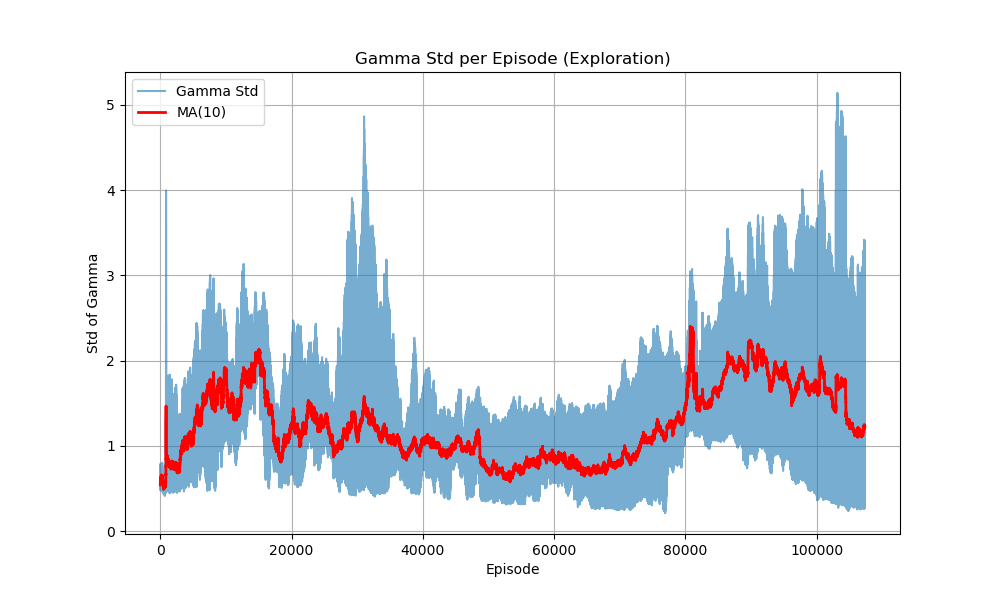 Gamma Std per Episode (Exploration)
Gamma Std
MA(10)
Std of Gamma
5
4
3
2
1
0
0 20000 40000 60000 80000 100000
Episode